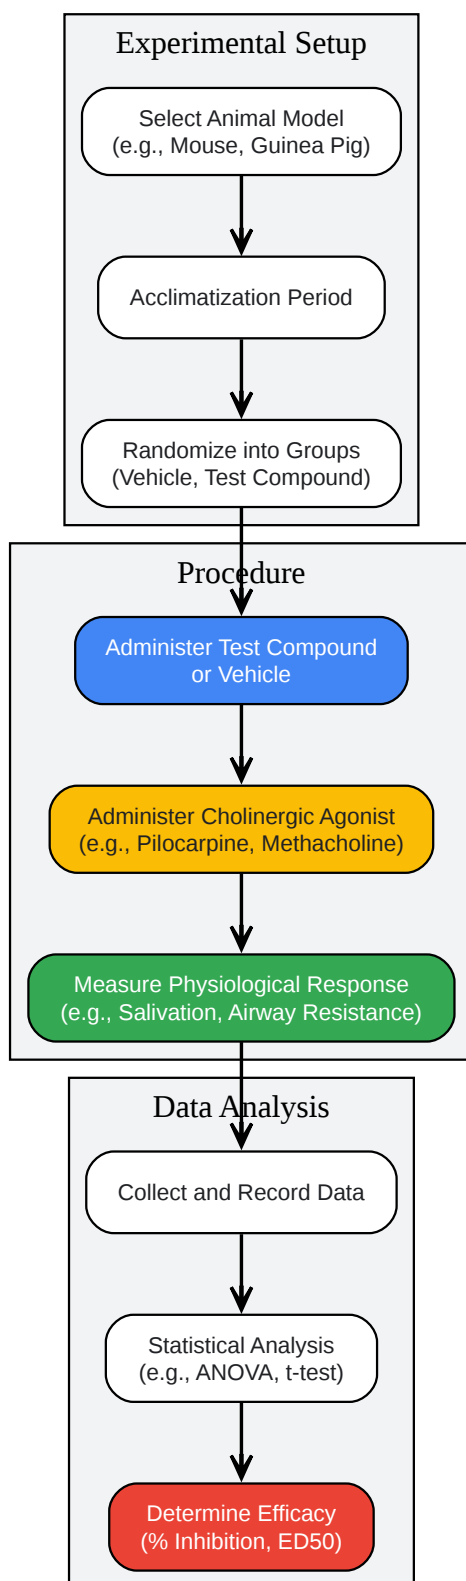 Experimental Setup
Select Animal Model
(e.g., Mouse, Guinea Pig)
Acclimatization Period
Randomize into Groups
(Vehicle, Test Compound)
Procedure
Administer Test Compound
or Vehicle
Administer Cholinergic Agonist
(e.g., Pilocarpine, Methacholine)
Measure Physiological Response
(e.g., Salivation, Airway Resistance)
Data Analysis
Collect and Record Data
Statistical Analysis
(e.g., ANOVA, t-test)
Determine Efficacy
(% Inhibition, ED50)